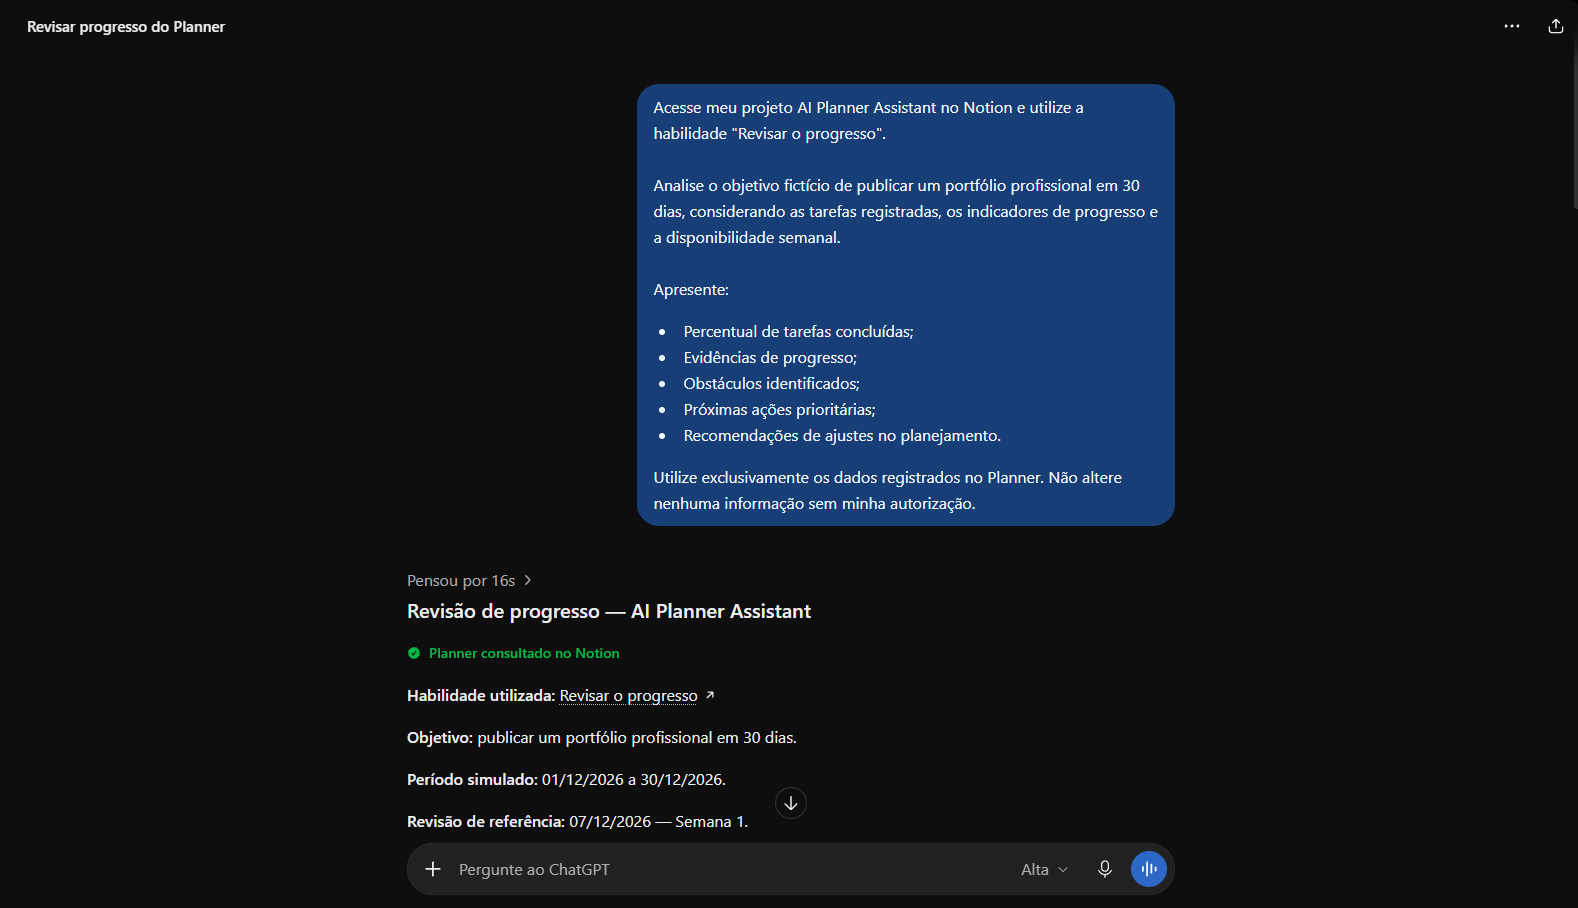 Revisar progresso do Planner
Acesse meu projeto AI Planner Assistant no Notion e utilize a
habilidade "Revisar o progresso".
Analise o objetivo fictício de publicar um portfólio profissional em 30
dias, considerando as tarefas registradas, os indicadores de progresso e
a disponibilidade semanal.
Apresente:
• Percentual de tarefas concluídas;
• Evidências de progresso;
• Obstáculos identificados;
• Próximas ações prioritárias;
• Recomendações de ajustes no planejamento.
Utilize exclusivamente os dados registrados no Planner. Não altere
nenhuma informação sem minha autorização.
Pensou por 16s
Revisão de progresso — AI Planner Assistant
Planner consultado no Notion
Habilidade utilizada: Revisar o progresso
Objetivo: publicar um portfólio profissional em 30 dias.
Período simulado: 01/12/2026 a 30/12/2026.
Revisão de referência: 07/12/2026 — Semana 1.
Pergunte ao ChatGPT Alta